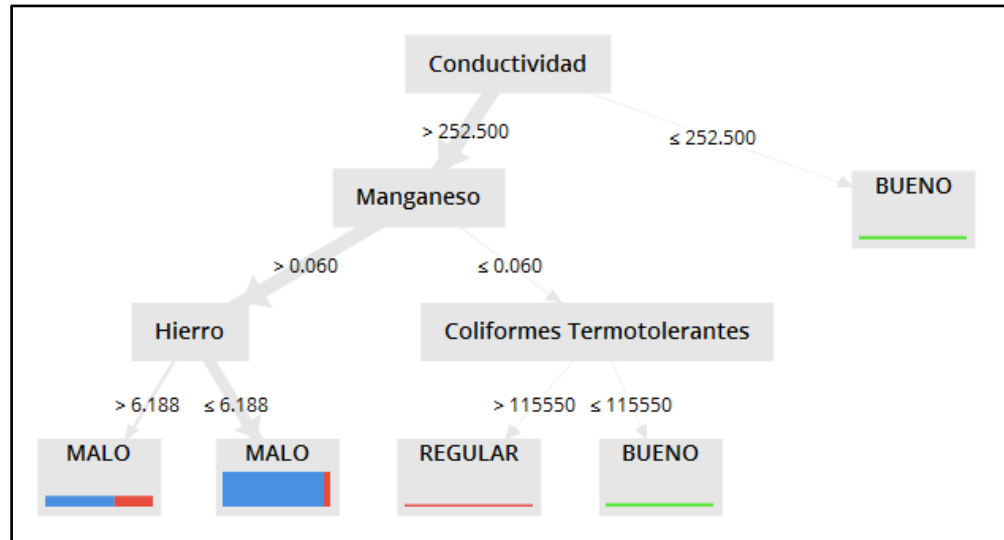 Conductividad
> 252.500
≤ 252.500
Manganeso
BUENO
> 0.060
≤ 0.060
Hierro
Coliformes Termotolerantes
> 6.188
≤ 6.188
> 115550
≤ 115550
MALO
MALO
REGULAR
BUENO